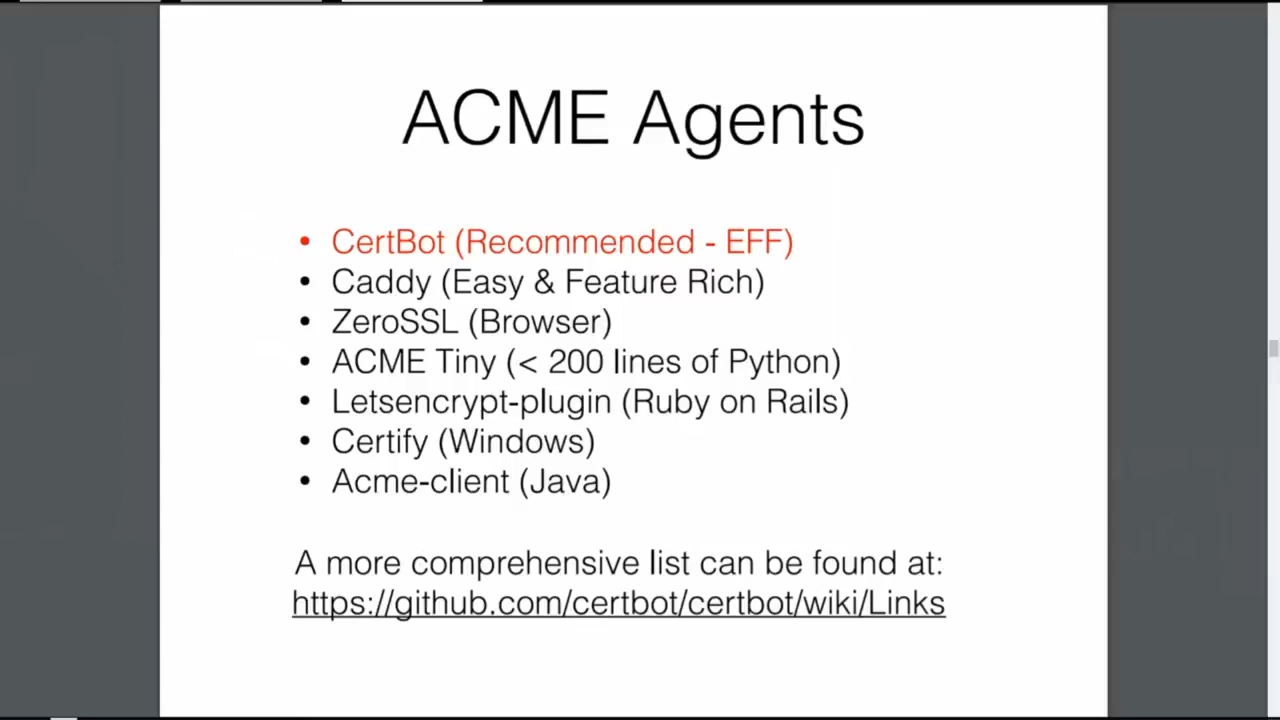 ACME Agents
• CertBot (Recommended - EFF)
• Caddy (Easy & Feature Rich)
• ZeroSSL (Browser)
• ACME Tiny (< 200 lines of Python)
• Letsencrypt-plugin (Ruby on Rails)
• Certify (Windows)
• Acme-client (Java)
A more comprehensive list can be found at:
https://github.com/certbot/certbot/wiki/Links